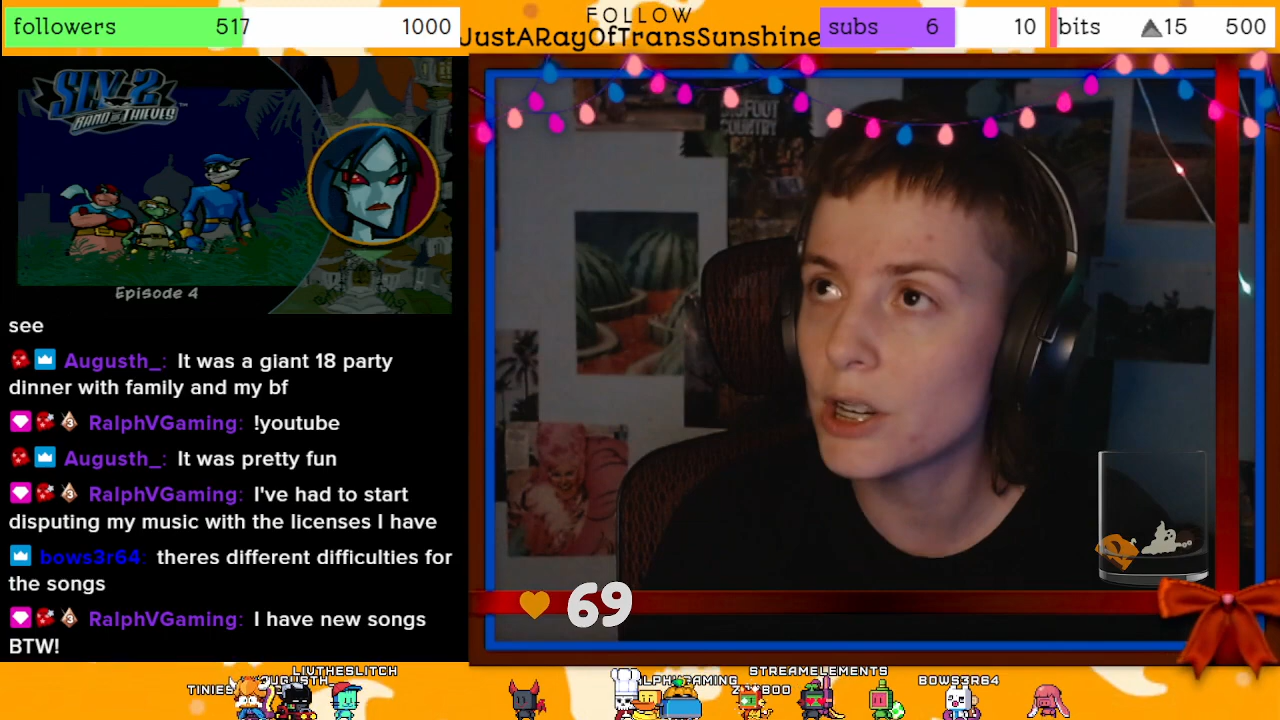 followers 517 1000
FOLLOW
JustARayOfTransSunshine
subs 6 10
bits 15 500
SLY 2
BAND OF THIEVES
Episode 4
BIGFOOT
COUNTRY
see
Augusth_: It was a giant 18 party
dinner with family and my bf
RalphVGaming: !youtube
Augusth_: It was pretty fun
RalphVGaming: I've had to start
disputing my music with the licenses I have
bows3r64: theres different difficulties for
the songs
RalphVGaming: I have new songs
BTW!
69
LIVTHESLITCH
STREAMELEMENTS
BOWS3R64